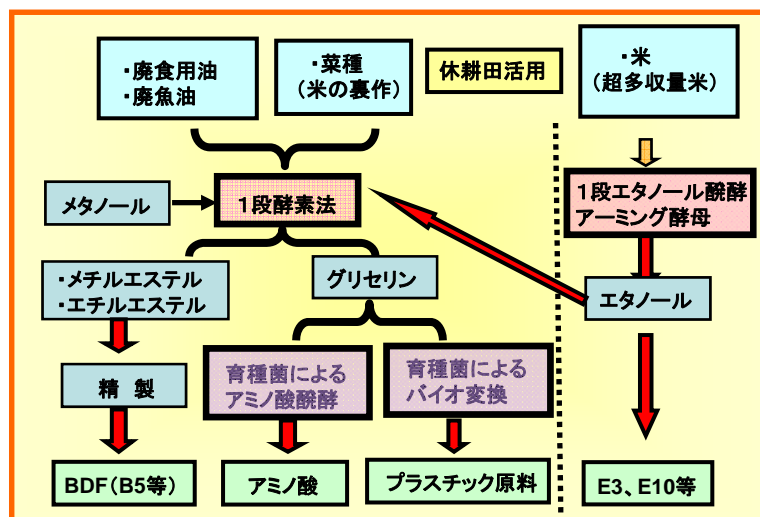 ・廃食用油
・廃魚油
・菜種
（米の裏作）
休耕田活用
・米
（超多収量米）
メタノール
１段酵素法
１段エタノール醗酵
アーミング酵母
・メチルエステル
・エチルエステル
グリセリン
エタノール
精　製
育種菌による
アミノ酸醗酵
育種菌による
バイオ変換
BDF（B5等）
アミノ酸
プラスチック原料
E3、E10等